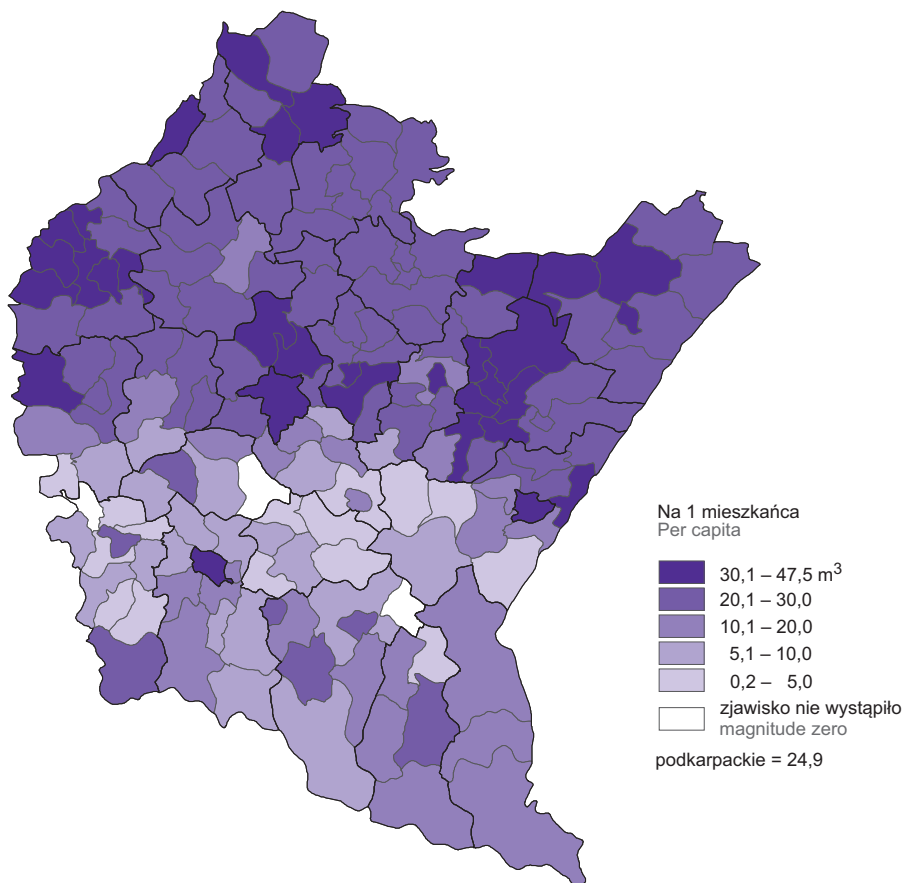 Na 1 mieszkańca
Per capita
30,1 – 47,5 m³
20,1 – 30,0
10,1 – 20,0
5,1 – 10,0
0,2 – 5,0
zjawisko nie wystąpiło
magnitude zero
podkarpackie = 24,9